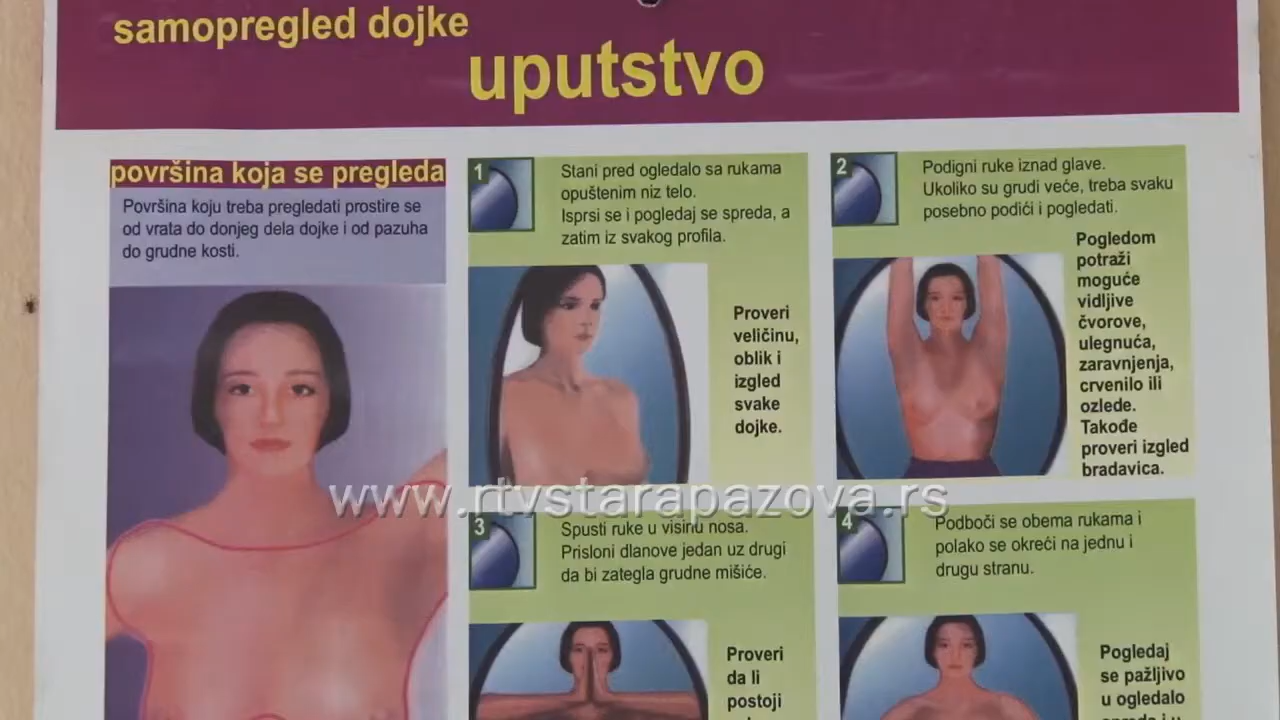 samopregled dojke
uputstvo
površina koja se pregleda
Površina koju treba pregledati prostire se
od vrata do donjeg dela dojke i od pazuha
do grudne kosti.
1
Stani pred ogledalo sa rukama
opuštenim niz telo.
Isprsi se i pogledaj se spreda, a
zatim iz svakog profila.
Proveri
veličinu,
oblik i
izgled
svake
dojke.
2
Podigni ruke iznad glave.
Ukoliko su grudi veće, treba svaku
posebno podići i pogledati.
Pogledom
potraži
moguće
vidljive
čvorove,
ulegnuća,
zaravnjenja,
crvenilo ili
ozlede.
Takođe
proveri izgled
bradavica.
www.rtvstarapazova.rs
3
Spusti ruke u visinu nosa.
Prisloni dlanove jedan uz drugi
da bi zategla grudne mišiće.
Proveri
da li
postoji
4
Podboči se obema rukama i
polako se okreći na jednu i
drugu stranu.
Pogledaj
se pažljivo
u ogledalo